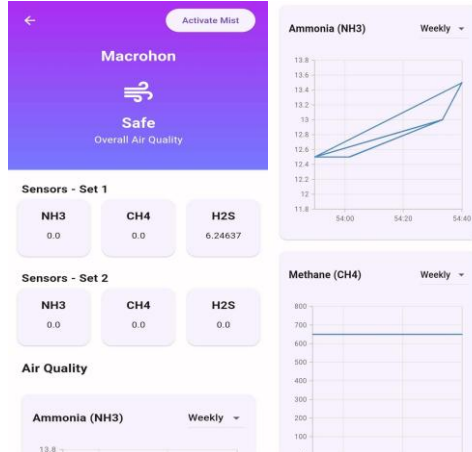 Activate Mist
Macrohon
Safe
Overall Air Quality
Sensors - Set 1
NH3 CH4 H2S
0.0 0.0 6.24637
Sensors - Set 2
NH3 CH4 H2S
0.0 0.0 0.0
Air Quality
Ammonia (NH3) Weekly
13.8
Ammonia (NH3) Weekly
13.8
13.6
13.4
13.2
13
12.8
12.6
12.4
12.2
12
11.8
54:00 54:20 54:40
Methane (CH4) Weekly
800
700
600
500
400
300
200
100